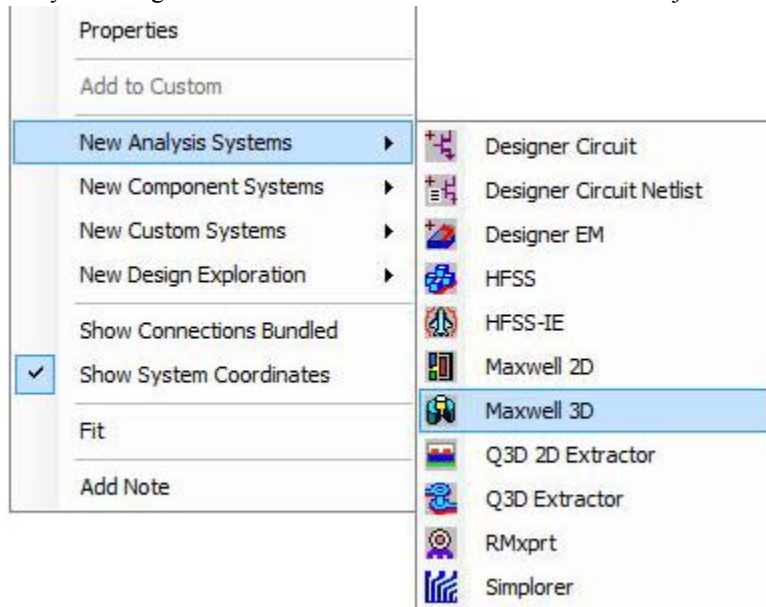 Properties
Add to Custom
New Analysis Systems
New Component Systems
New Custom Systems
New Design Exploration
Show Connections Bundled
Show System Coordinates
Fit
Add Note
Designer Circuit
Designer Circuit Netlist
Designer EM
HFSS
HFSS-IE
Maxwell 2D
Maxwell 3D
Q3D 2D Extractor
Q3D Extractor
RMxprt
Simplorer